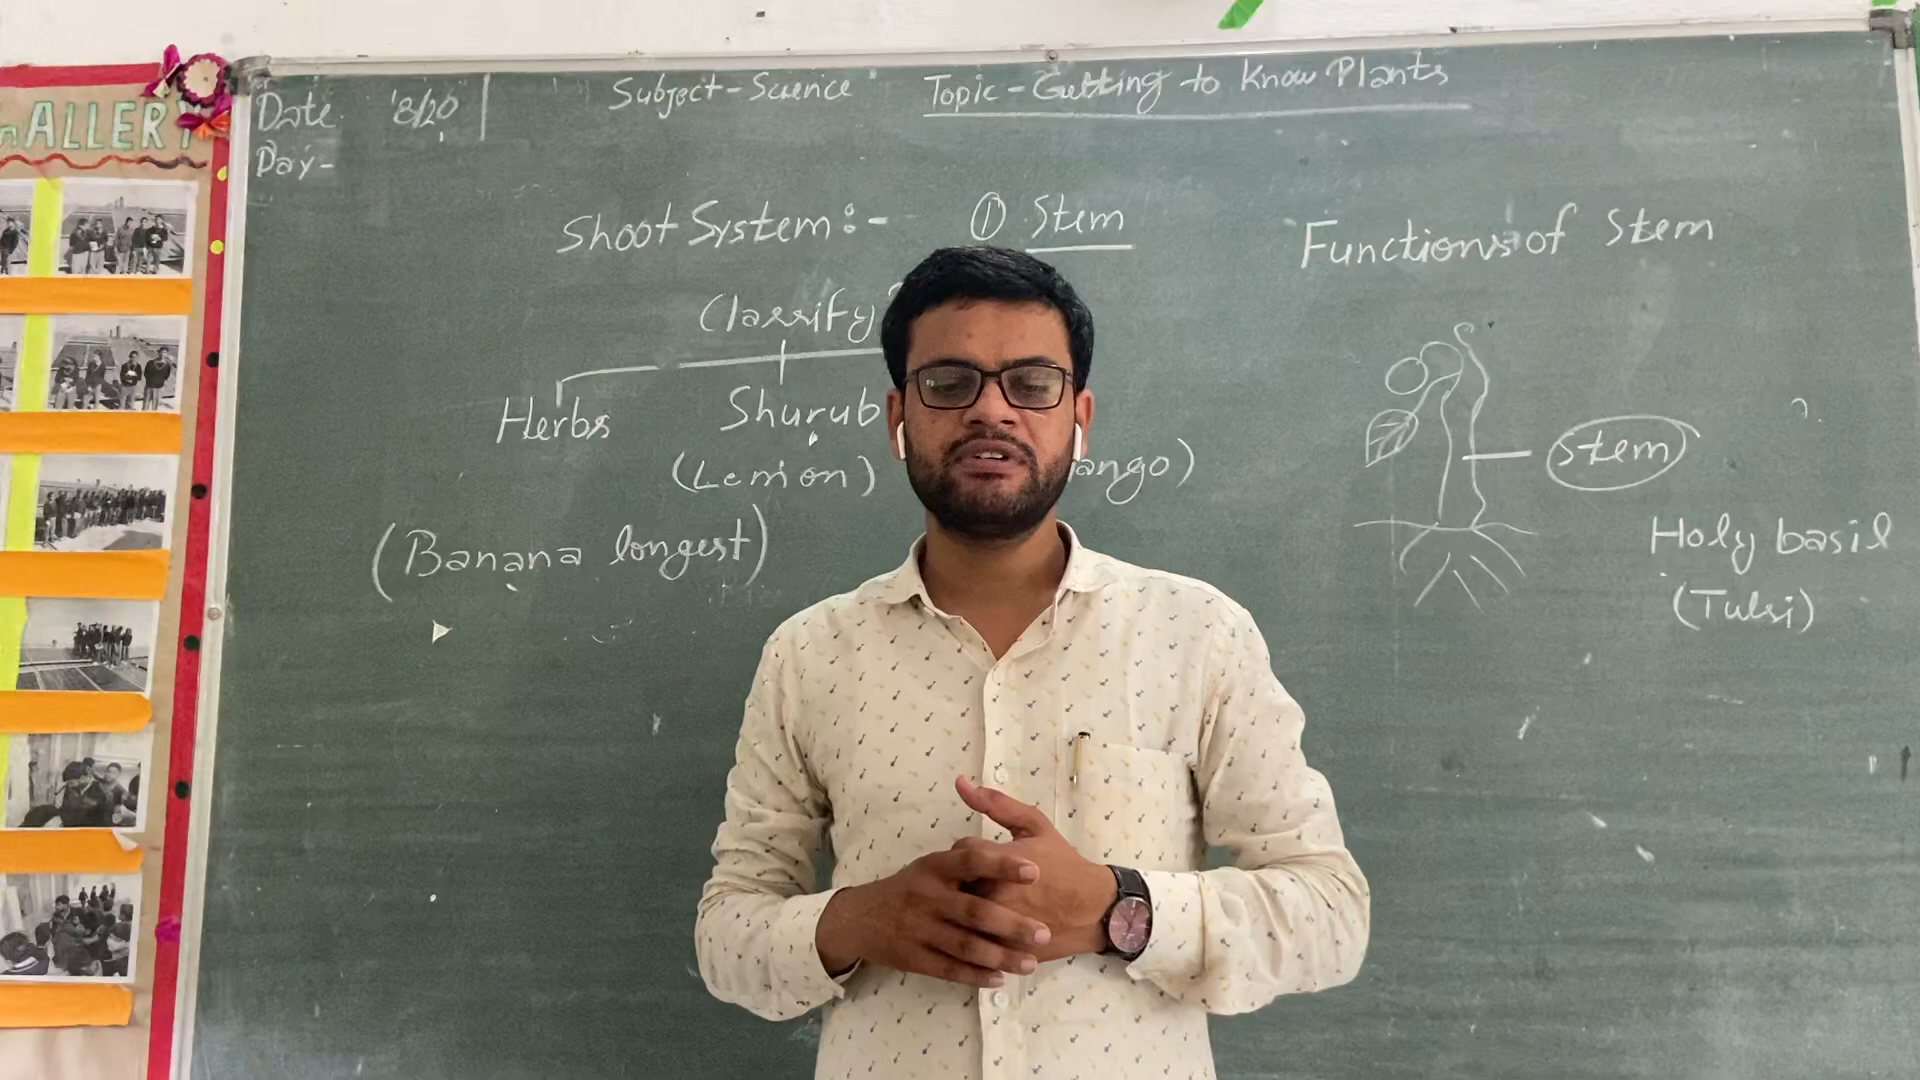 GALLERY
Date 8/20 Subject-Science Topic-Getting to Know Plants
Day-
Shoot System:- ① Stem
Functions of Stem
Classify
Herbs Shurub
(Lemon) ango)
(Banana longest)
Stem
Holy basil
(Tulsi)